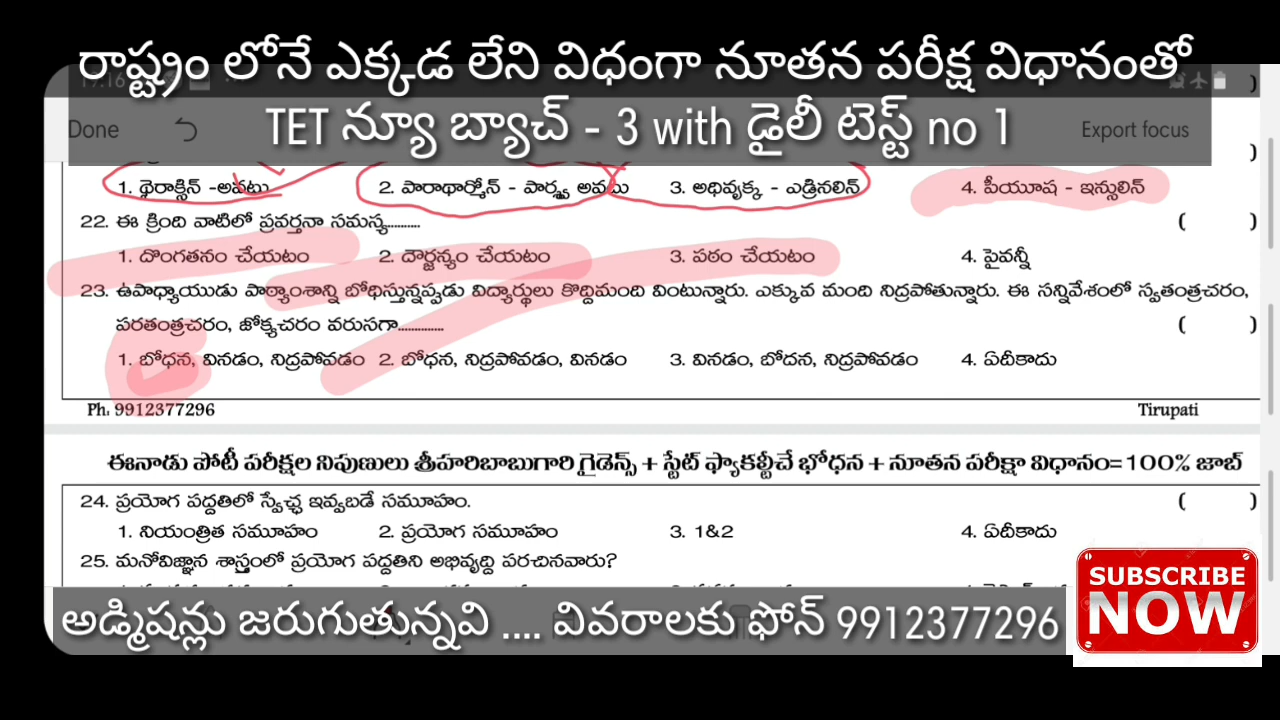 రాష్ట్రం లోనే ఎక్కడ లేని విధంగా నూతన పరీక్ష విధానంతో
TET న్యూ బ్యాచ్ - 3 with డైలీ టెస్ట్ no 1
Done Export focus
)
)
1. థైరాక్సిన్ -అవటు 2. పారాథార్మోన్ - పార్శ్వ అవటు 3. అధివృక్క - ఎడ్రినలిన్ 4. పీయూష - ఇన్సులిన్
22. ఈ క్రింది వాటిలో ప్రవర్తనా సమస్య.......... ( )
1. దొంగతనం చేయటం 2. దౌర్జన్యం చేయటం 3. పఠం చేయటం 4. పైవన్నీ
23. ఉపాధ్యాయుడు పాఠ్యాంశాన్ని బోధిస్తున్నప్పడు విద్యార్థులు కొద్దిమంది వింటున్నారు. ఎక్కువ మంది నిద్రపోతున్నారు. ఈ సన్నివేశంలో స్వతంత్రచరం,
పరతంత్రచరం, జోక్యచరం వరుసగా.............. ( )
1. బోధన, వినడం, నిద్రపోవడం 2. బోధన, నిద్రపోవడం, వినడం 3. వినడం, బోదన, నిద్రపోవడం 4. ఏదీకాదు
Ph: 9912377296 Tirupati
ఈనాడు పోటీ పరీక్షల నిపుణులు శ్రీహరిబాబుగారి గైడెన్స్ + స్టేట్ ఫ్యాకల్టీచే భోధన + నూతన పరీక్షా విధానం=100% జాబ్
24. ప్రయోగ పద్దతిలో స్వేచ్ఛ ఇవ్వబడే సమూహం. ( )
1. నియంత్రిత సమూహం 2. ప్రయోగ సమూహం 3. 1&2 4. ఏదీకాదు
25. మనోవిజ్ఞాన శాస్త్రంలో ప్రయోగ పద్దతిని అభివృద్ది పరచినవారు?
అడ్మిషన్లు జరుగుతున్నవి .... వివరాలకు ఫోన్ 9912377296
SUBSCRIBE
NOW